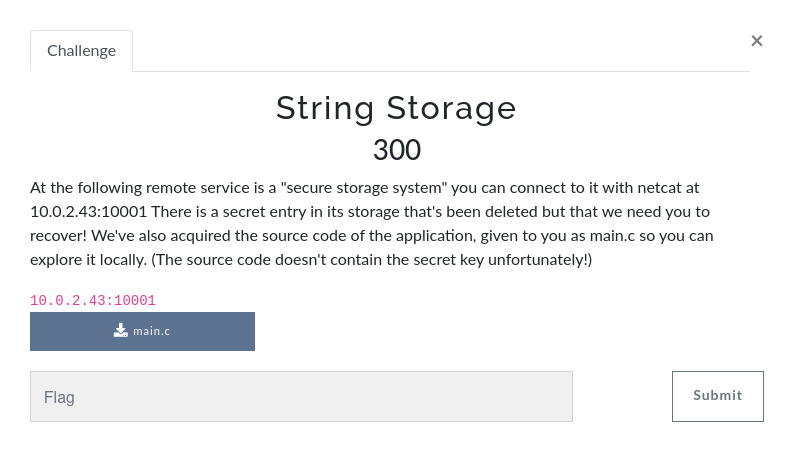 Challenge
×
String Storage
300
At the following remote service is a "secure storage system" you can connect to it with netcat at
10.0.2.43:10001 There is a secret entry in its storage that's been deleted but that we need you to
recover! We've also acquired the source code of the application, given to you as main.c so you can
explore it locally. (The source code doesn't contain the secret key unfortunately!)
10.0.2.43:10001
main.c
Flag
Submit